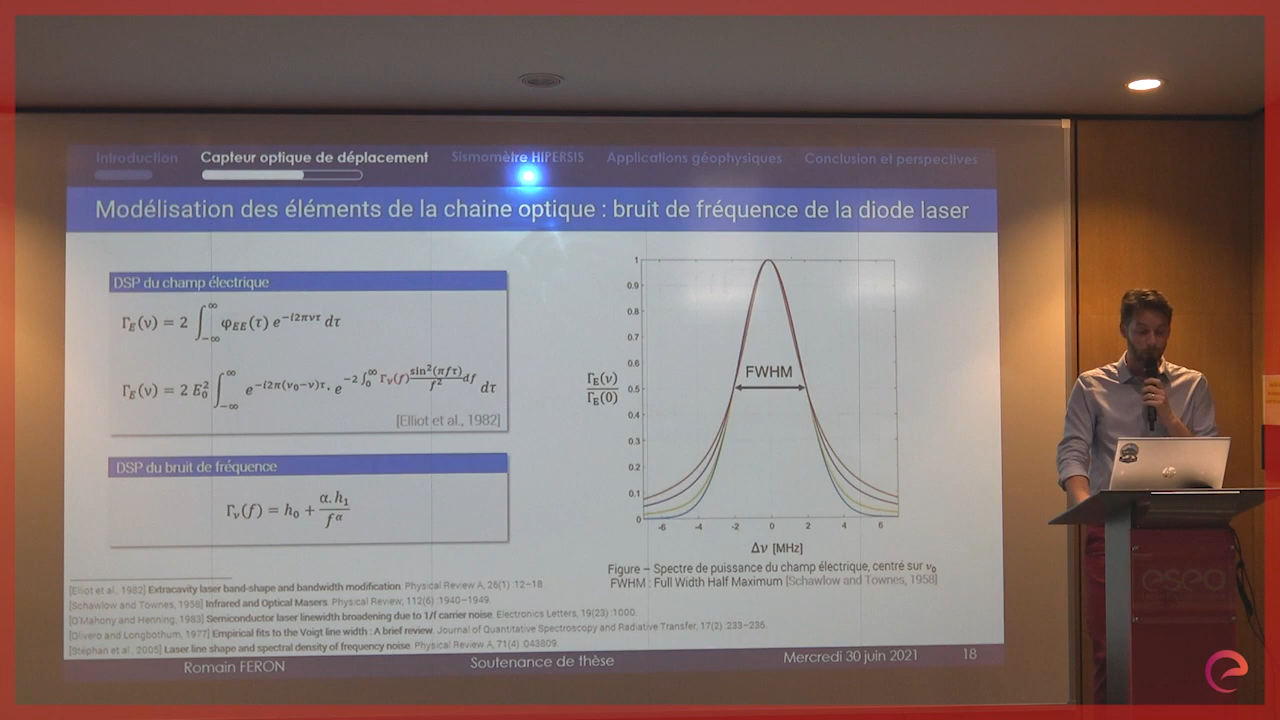 Introduction Capteur optique de déplacement Sismomètre HIPERSIS Applications géophysiques Conclusion et perspectives
Modélisation des éléments de la chaine optique : bruit de fréquence de la diode laser
DSP du champ électrique
Γ_E(ν) = 2 ∫_{-∞}^{∞} φ_EE(τ) e^{-i2πντ} dτ
Γ_E(ν) = 2 E_0^2 ∫_{-∞}^{∞} e^{-i2π(ν_0-ν)τ} . e^{-2 ∫_0^∞ Γ_ν(f) sin²(πfτ)/f² df} dτ
[Elliot et al., 1982]
DSP du bruit de fréquence
Γ_ν(f) = h_0 + α.h_1/f^α
1
0.9
0.8
0.7
0.6
0.5
0.4
0.3
0.2
0.1
0
Γ_E(ν)/Γ_E(0)
FWHM
-6 -4 -2 0 2 4 6
Δν [MHz]
Figure – Spectre de puissance du champ électrique, centré sur ν_0
FWHM : Full Width Half Maximum [Schawlow and Townes, 1958]
[Elliot et al., 1982] Extracavity laser band-shape and bandwidth modification. Physical Review A, 26(1) :12–18
[Schawlow and Townes, 1958] Infrared and Optical Masers. Physical Review, 112(6) :1940–1949.
[O'Mahony and Henning, 1983] Semiconductor laser linewidth broadening due to 1/f carrier noise. Electronics Letters, 19(23) :1000.
[Olivero and Longbothum, 1977] Empirical fits to the Voigt line width : A brief review. Journal of Quantitative Spectroscopy and Radiative Transfer, 17(2) :233–236.
[Stéphan et al., 2005] Laser line shape and spectral density of frequency noise. Physical Review A, 71(4) :043809.
Romain FERON Soutenance de thèse Mercredi 30 juin 2021 18
hp
eseo